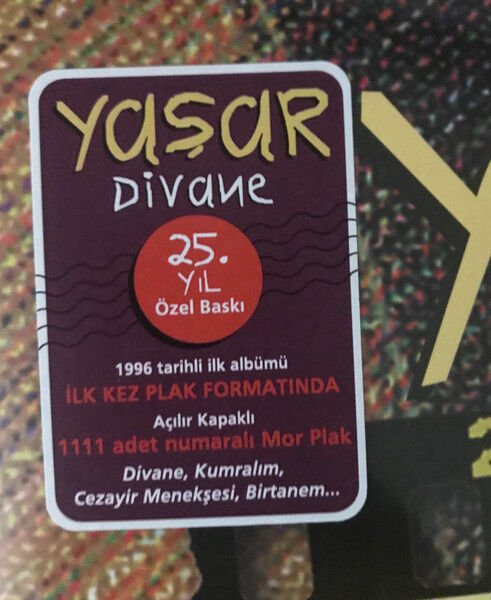 YAŞAR
Divane
25.
YIL
Özel Baskı
1996 tarihli ilk albümü
İLK KEZ PLAK FORMATINDA
Açılır Kapaklı
1111 adet numaralı Mor Plak
Divane, Kumralım,
Cezayir Menekşesi, Birtanem...
Y